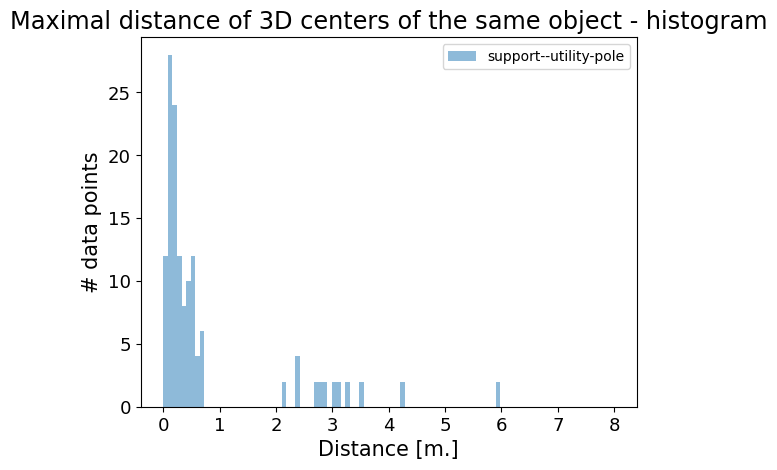 Maximal distance of 3D centers of the same object - histogram
support--utility-pole
# data points
25
20
15
10
5
0
0 1 2 3 4 5 6 7 8
Distance [m.]